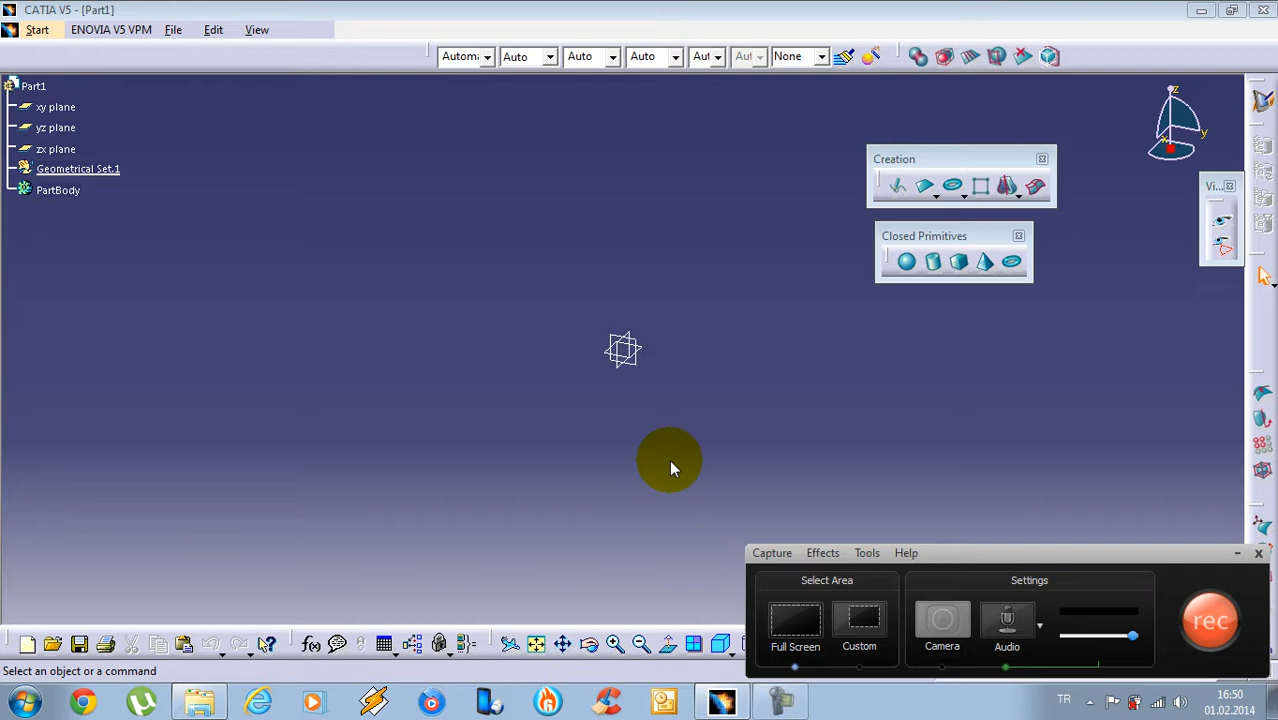 CATIA V5 - [Part1]
Start ENOVIA V5 VPM File Edit View
Automa Auto Auto Auto Aut Aut None
Part1
xy plane
yz plane
zx plane
Geometrical Set.1
PartBody
z
y
x
Creation
Vi...
Closed Primitives
Capture Effects Tools Help
Select Area Settings
rec
Full Screen Custom Camera Audio
Select an object or a command
TR 16:50
01.02.2014